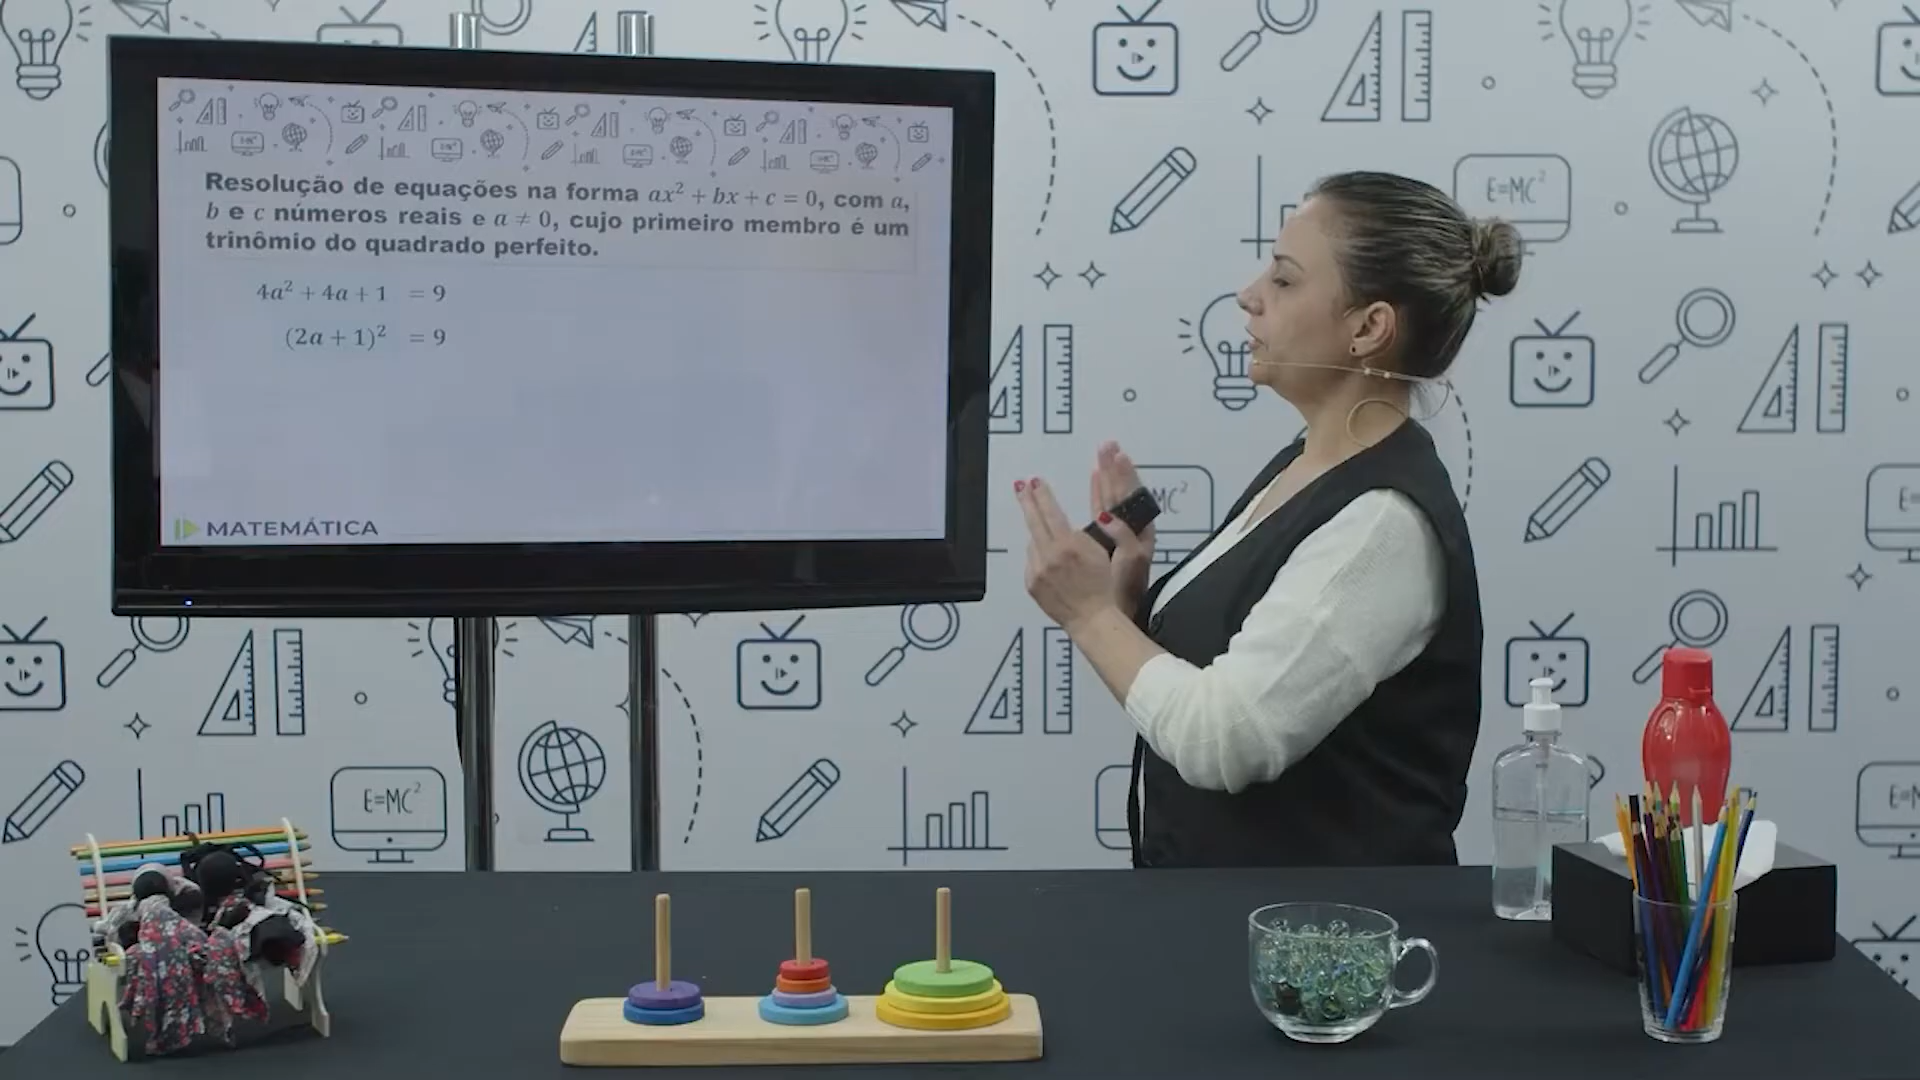 Resolução de equações na forma ax² + bx + c = 0, com a,
b e c números reais e a ≠ 0, cujo primeiro membro é um
trinômio do quadrado perfeito.
4a² + 4a + 1 = 9
(2a + 1)² = 9
MATEMÁTICA
E=MC²
MC²
E=MC²